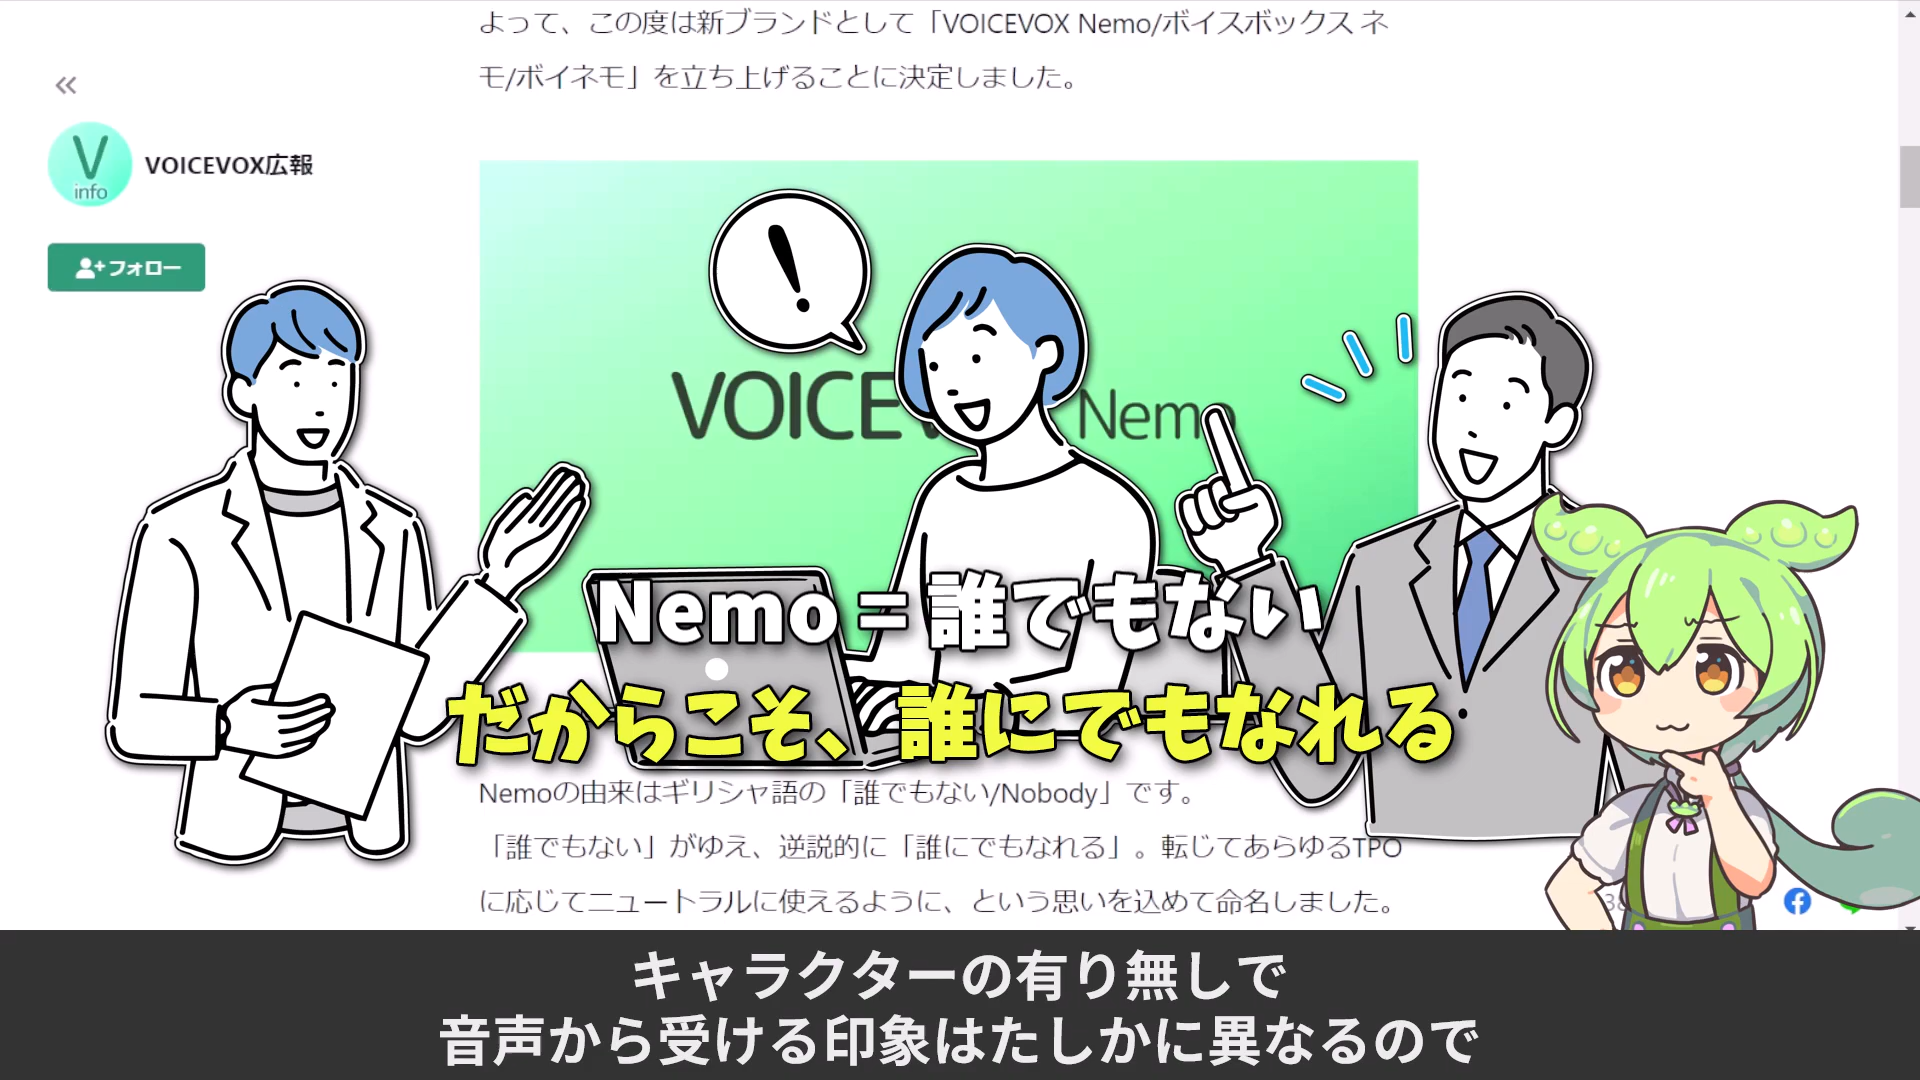 よって、この度は新ブランドとして「VOICEVOX Nemo/ボイスボックス ネ
モ/ボイネモ」を立ち上げることに決定しました。
V
info
VOICEVOX広報
フォロー
!
VOICEV
Nemo
Nemo = 誰でもない
だからこそ、誰にでもなれる
Nemoの由来はギリシャ語の「誰でもない/Nobody」です。
「誰でもない」がゆえ、逆説的に「誰にでもなれる」。転じてあらゆるTPO
に応じてニュートラルに使えるように、という思いを込めて命名しました。
キャラクターの有り無しで
音声から受ける印象はたしかに異なるので